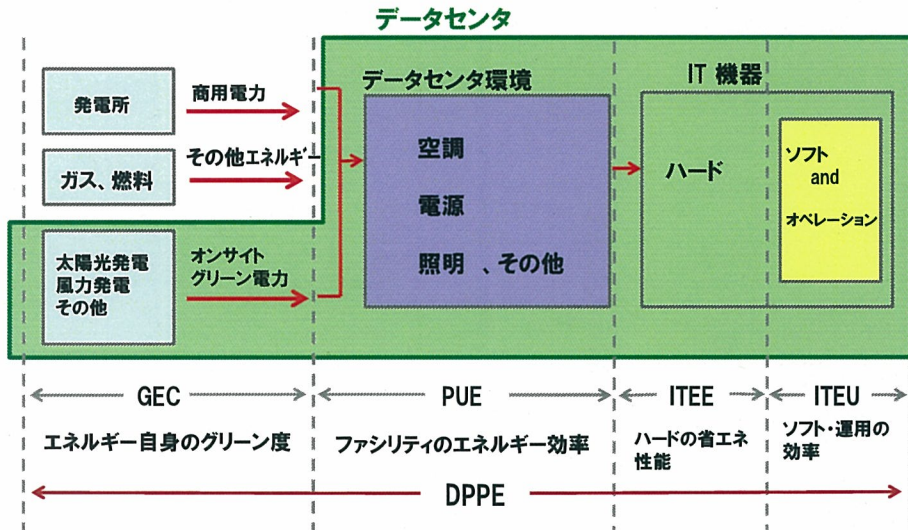 データセンタ
発電所
商用電力
ガス、燃料
その他エネルギー
太陽光発電
風力発電
その他
オンサイト
グリーン電力
データセンタ環境
空調
電源
照明 、その他
IT 機器
ハード
ソフト
and
オペレーション
GEC
PUE
ITEE
ITEU
エネルギー自身のグリーン度
ファシリティのエネルギー効率
ハードの省エネ
性能
ソフト・運用の
効率
DPPE